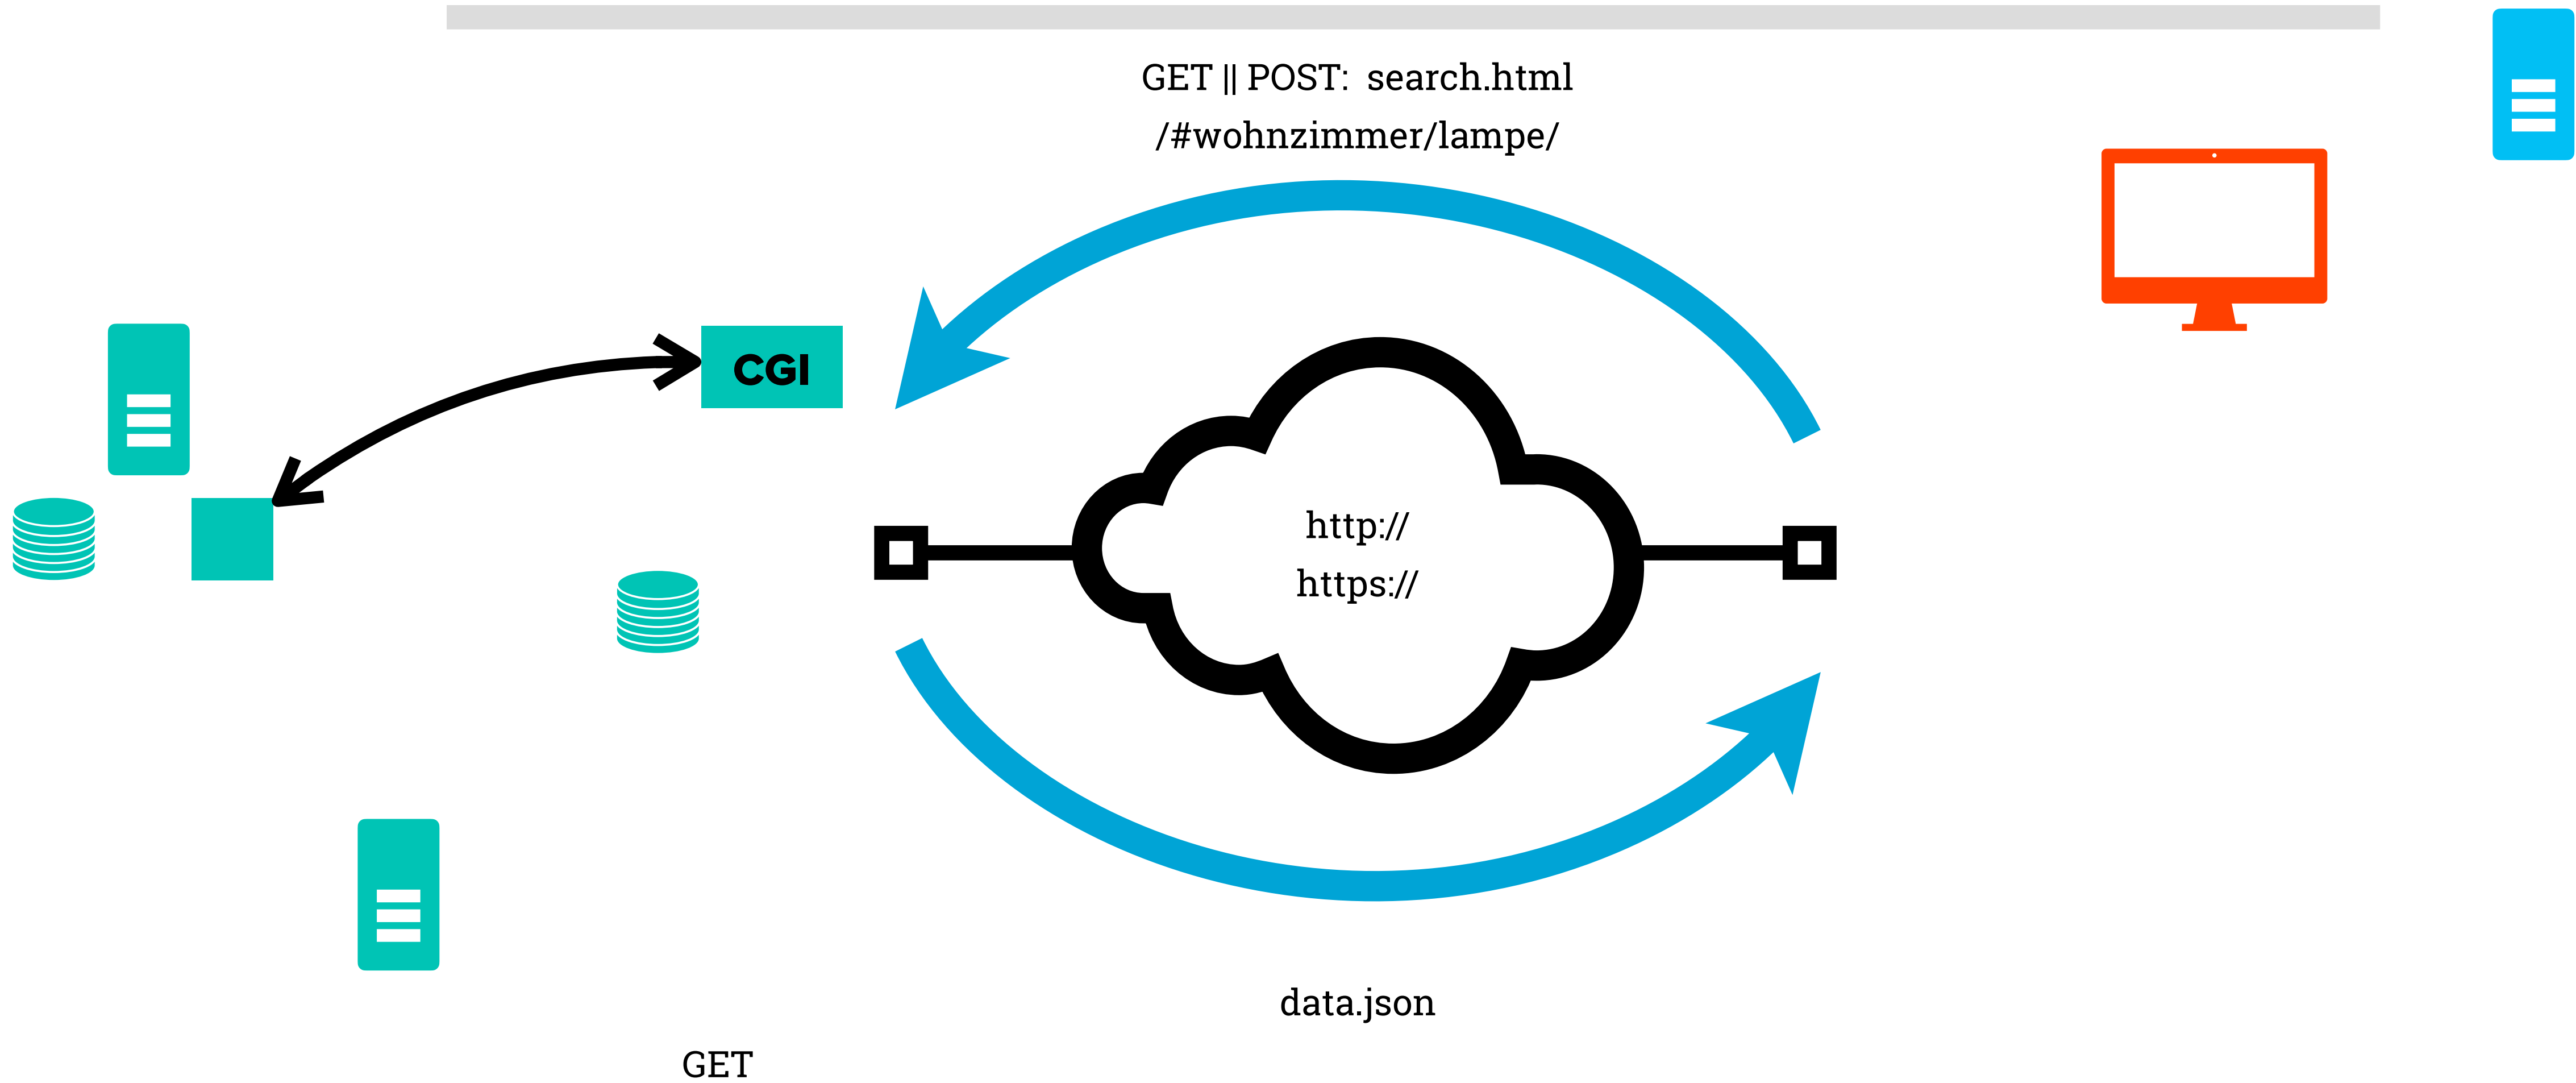 GET || POST:  search.html
/#wohnzimmer/lampe/
CGI
http://
https://
data.json
GET